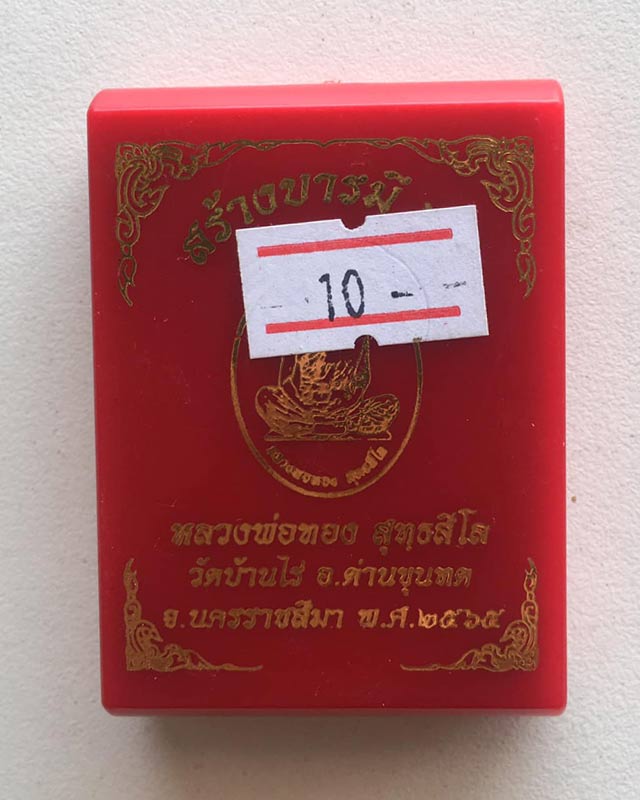 สร้างบารมี
10 -
หลวงพ่อทอง สุทฺธสีโล
หลวงพ่อทอง สุทฺธสีโล
วัดบ้านไร่ อ.ด่านขุนทด
จ.นครราชสีมา พ.ศ.๒๕๖๕